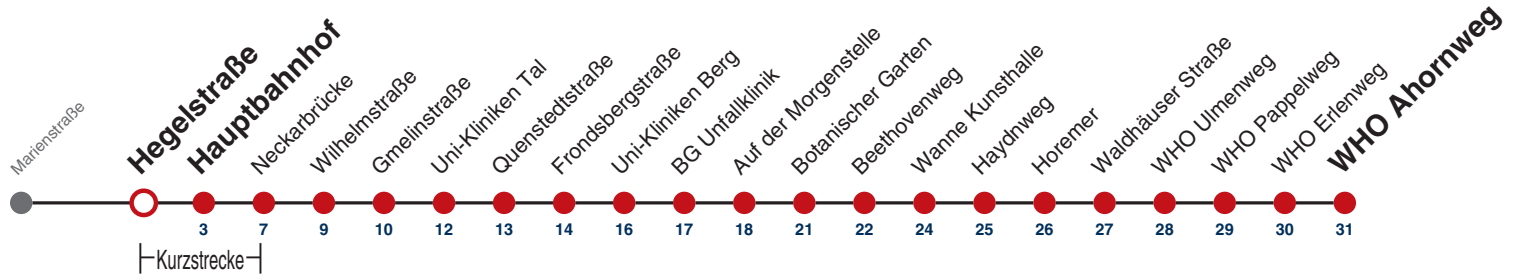 Marienstraße
Hegelstraße
Hauptbahnhof
Neckarbrücke
Wilhelmstraße
Gmelinstraße
Uni-Kliniken Tal
Quenstedtstraße
Frondsbergstraße
Uni-Kliniken Berg
BG Unfallklinik
Auf der Morgenstelle
Botanischer Garten
Beethovenweg
Wanne Kunsthalle
Haydnweg
Horemer
Waldhäuser Straße
WHO Ulmenweg
WHO Pappelweg
WHO Erlenweg
WHO Ahornweg
3 7 9 10 12 13 14 16 17 18 21 22 24 25 26 27 28 29 30 31
Kurzstrecke